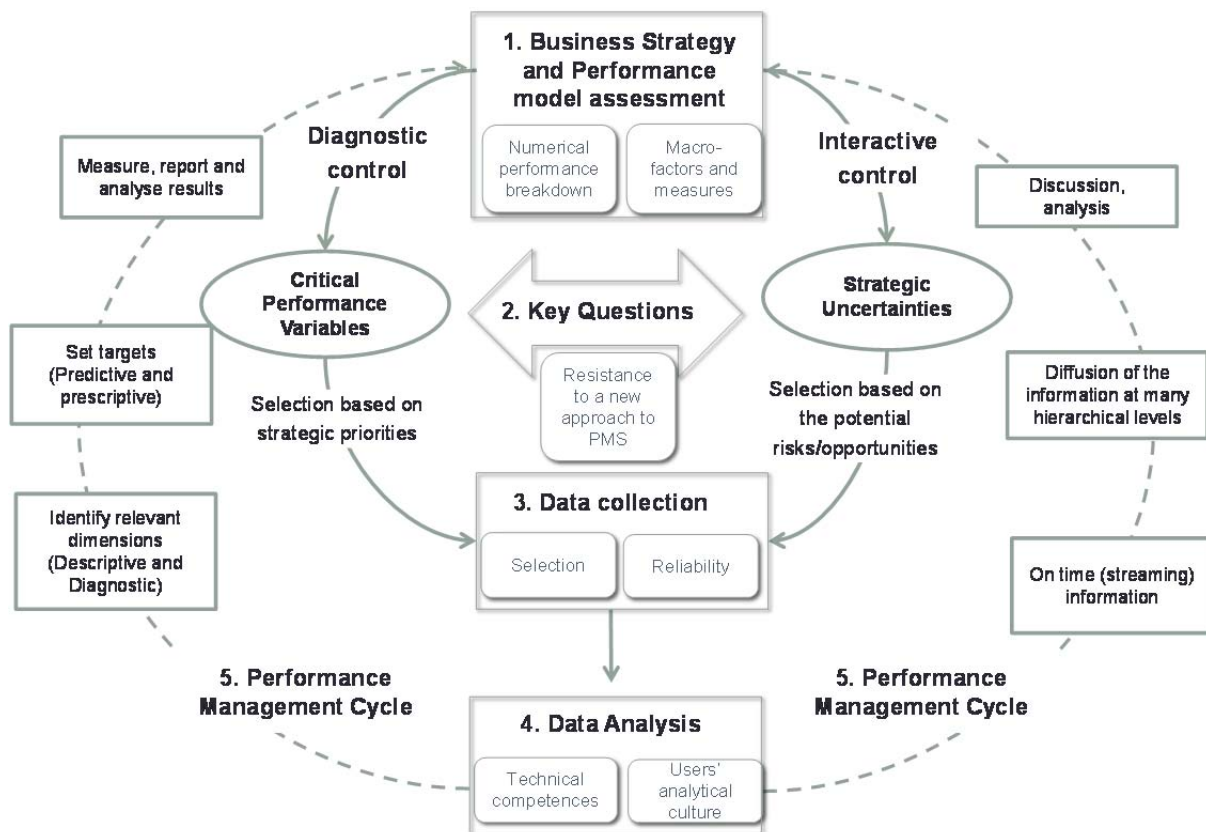 1. Business Strategy
and Performance
model assessment
Numerical
performance
breakdown
Macro-
factors and
measures
Diagnostic
control
Interactive
control
Measure, report and
analyse results
Discussion,
analysis
Critical
Performance
Variables
2. Key Questions
Strategic
Uncertainties
Set targets
(Predictive and
prescriptive)
Selection based on
strategic priorities
Resistance
to a new
approach to
PMS
Selection based on
the potential
risks/opportunities
Diffusion of the
information at many
hierarchical levels
3. Data collection
Selection
Reliability
Identify relevant
dimensions
(Descriptive and
Diagnostic)
On time (streaming)
information
5. Performance
Management Cycle
5. Performance
Management Cycle
4. Data Analysis
Technical
competences
Users'
analytical
culture